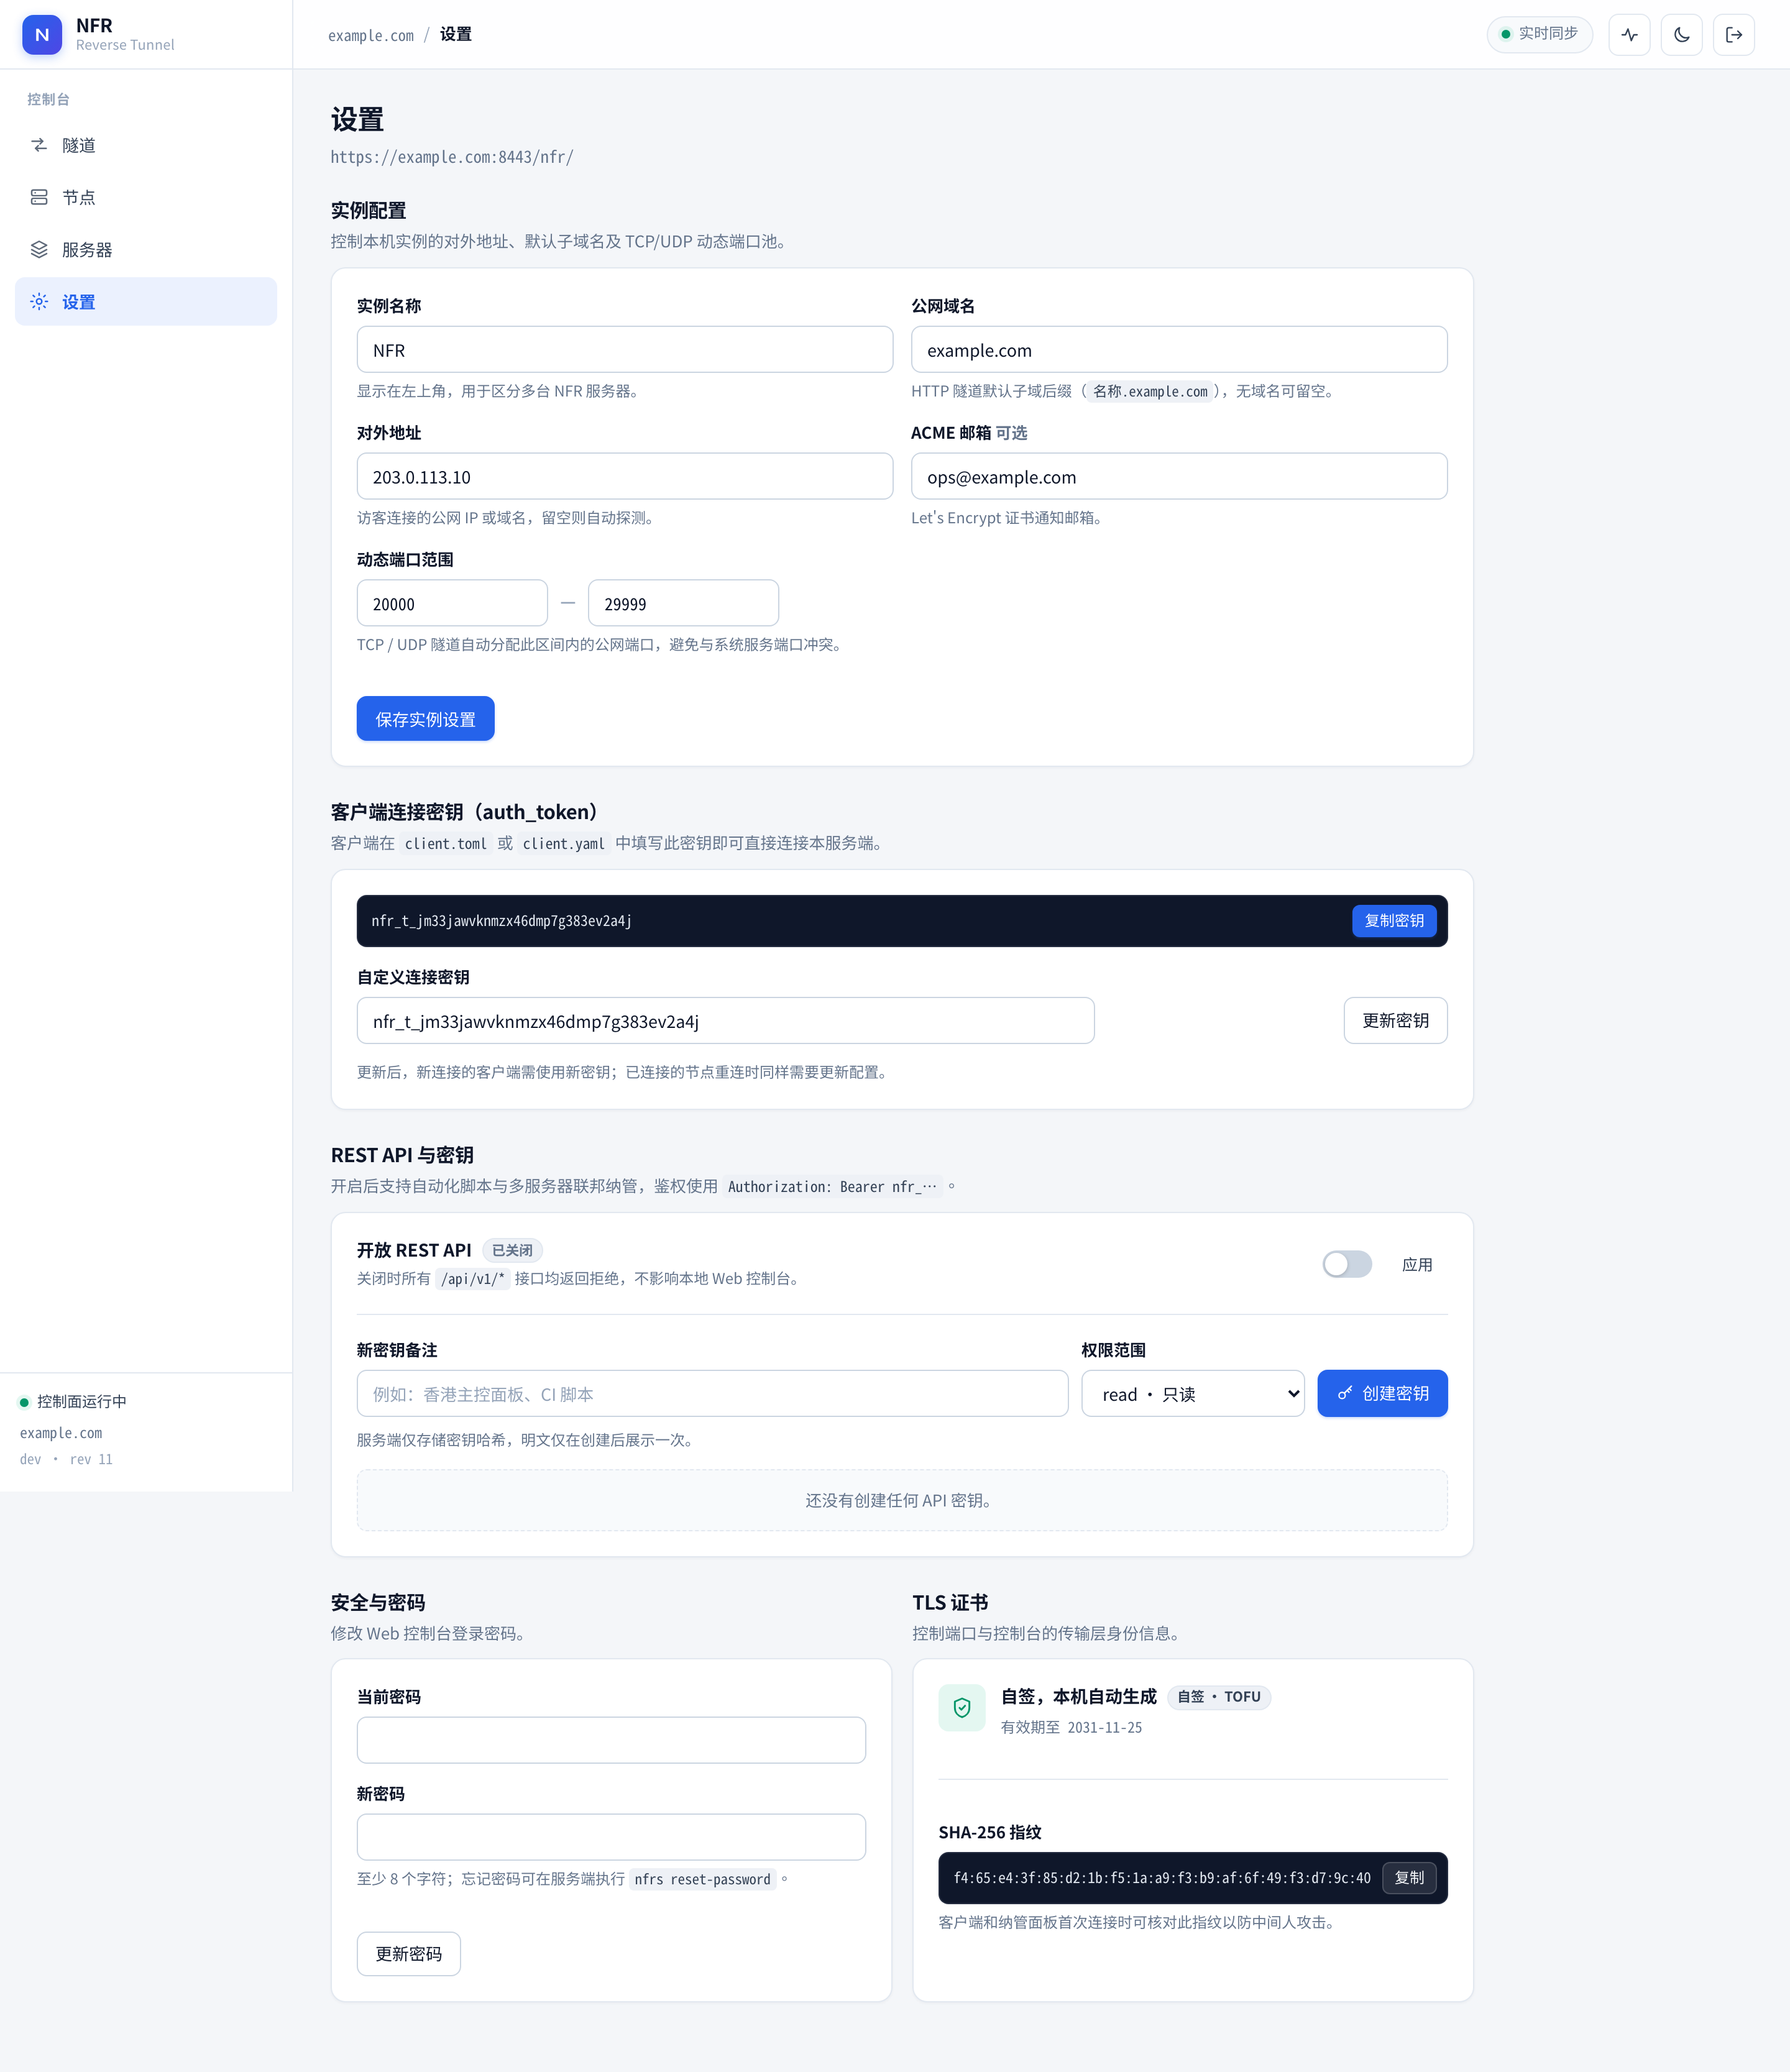 N
NFR
Reverse Tunnel
example.com / 设置
实时同步
控制台
隧道
节点
服务器
设置
设置
https://example.com:8443/nfr/
实例配置
控制本机实例的对外地址、默认子域名及 TCP/UDP 动态端口池。
实例名称
NFR
显示在左上角，用于区分多台 NFR 服务器。
公网域名
example.com
HTTP 隧道默认子域后缀（名称.example.com），无域名可留空。
对外地址
203.0.113.10
访客连接的公网 IP 或域名，留空则自动探测。
ACME 邮箱 可选
ops@example.com
Let's Encrypt 证书通知邮箱。
动态端口范围
20000 — 29999
TCP / UDP 隧道自动分配此区间内的公网端口，避免与系统服务端口冲突。
保存实例设置
客户端连接密钥（auth_token）
客户端在 client.toml 或 client.yaml 中填写此密钥即可直接连接本服务端。
nfr_t_jm33jawvknmzx46dmp7g383ev2a4j
复制密钥
自定义连接密钥
nfr_t_jm33jawvknmzx46dmp7g383ev2a4j
更新密钥
更新后，新连接的客户端需使用新密钥；已连接的节点重连时同样需要更新配置。
REST API 与密钥
开启后支持自动化脚本与多服务器联邦纳管，鉴权使用 Authorization: Bearer nfr_… 。
开放 REST API 已关闭
关闭时所有 /api/v1/* 接口均返回拒绝，不影响本地 Web 控制台。
应用
新密钥备注
例如：香港主控面板、CI 脚本
权限范围
read · 只读
创建密钥
服务端仅存储密钥哈希，明文仅在创建后展示一次。
还没有创建任何 API 密钥。
控制面运行中
example.com
dev · rev 11
安全与密码
修改 Web 控制台登录密码。
当前密码
新密码
至少 8 个字符；忘记密码可在服务端执行 nfrs reset-password 。
更新密码
TLS 证书
控制端口与控制台的传输层身份信息。
自签，本机自动生成 自签 · TOFU
有效期至 2031-11-25
SHA-256 指纹
f4:65:e4:3f:85:d2:1b:f5:1a:a9:f3:b9:af:6f:49:f3:d7:9c:40
复制
客户端和纳管面板首次连接时可核对此指纹以防中间人攻击。